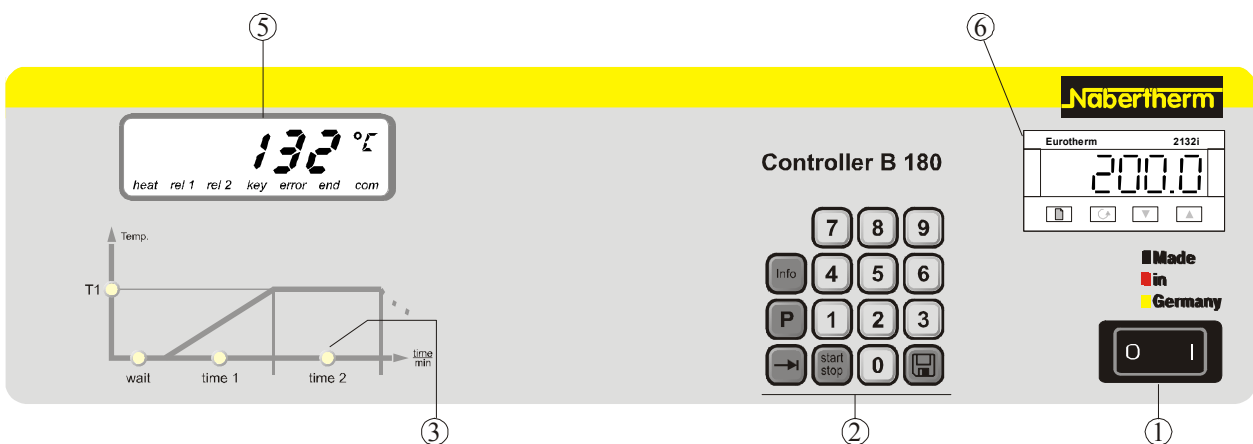 ⑤
⑥
Nabertherm
132 °C
heat rel 1 rel 2 key error end com
Eurotherm 2132i
200.0
Controller B 180
7 8 9
Info 4 5 6
P 1 2 3
start stop 0
Made
in
Germany
O I
Temp.
T1
wait time 1 time 2
time
min
③
②
①